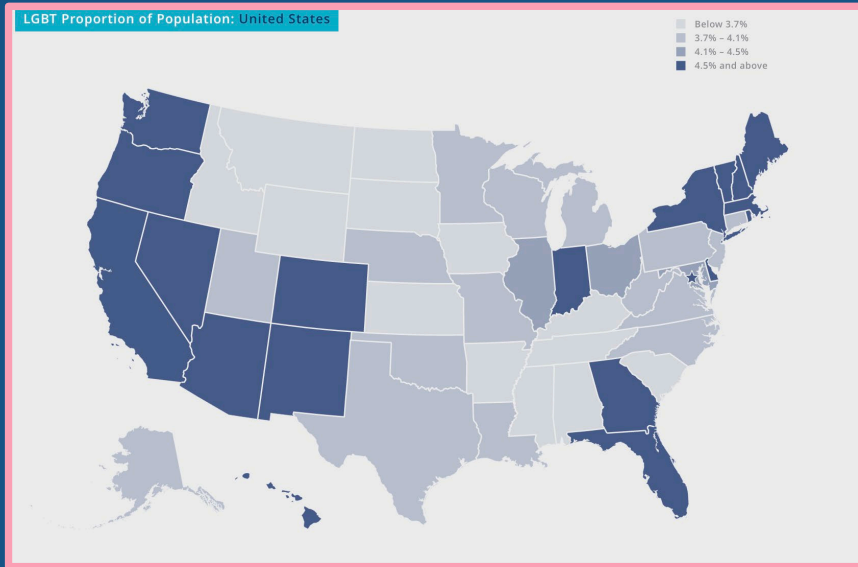 LGBT Proportion of Population: United States
Below 3.7%
3.7% – 4.1%
4.1% – 4.5%
4.5% and above